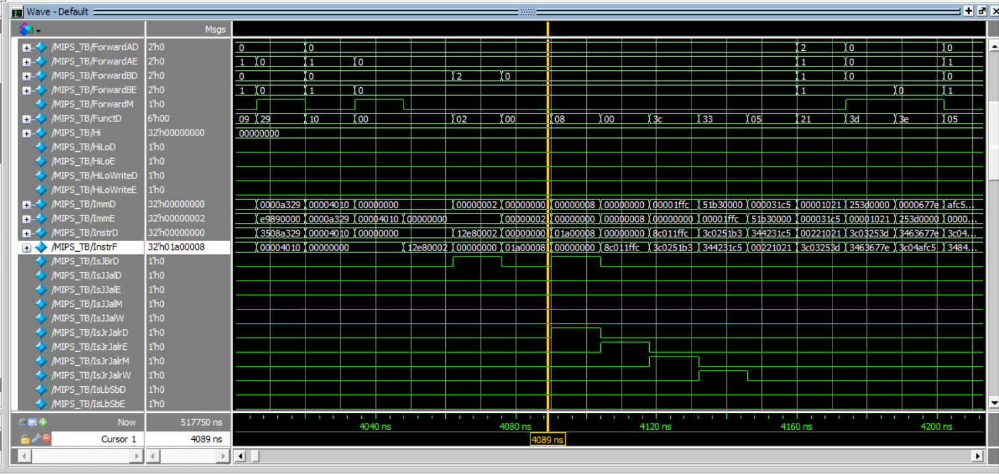 Wave - Default
Msgs
/MIPS_TB/ForwardAD 2'h0 0 0 2 0 0
/MIPS_TB/ForwardAE 2'h0 1 0 1 0 1 0 1
/MIPS_TB/ForwardBD 2'h0 0 0 2 0 1 0 0
/MIPS_TB/ForwardBE 2'h0 1 0 1 0 1 0 1
/MIPS_TB/ForwardM 1'h0
/MIPS_TB/FunctD 6'h00 09 29 10 00 02 00 08 00 3c 33 05 21 3d 3e 05
/MIPS_TB/Hi 32'h00000000 00000000
/MIPS_TB/HiLoD 1'h0
/MIPS_TB/HiLoE 1'h0
/MIPS_TB/HiLoWriteD 1'h0
/MIPS_TB/HiLoWriteE 1'h0
/MIPS_TB/ImmD 32'h00000000 0000a329 00004010 00000000 00000002 00000000 00000008 00000000 00001ffc 51b30000 000031c5 00001021 253d0000 0000677e afc5...
/MIPS_TB/ImmE 32'h00000002 e9890000 0000a329 00004010 00000000 00000002 00000000 00000008 00000000 00001ffc 51b30000 000031c5 00001021 253d0000 0000...
/MIPS_TB/InstrD 32'h00000000 3508a329 00004010 00000000 12e80002 00000000 01a00008 00000000 8c011ffc 3c0251b3 344231c5 00221021 3c03253d 3463677e 3c04...
/MIPS_TB/InstrF 32'h01a00008 00004010 00000000 12e80002 00000000 01a00008 00000000 8c011ffc 3c0251b3 344231c5 00221021 3c03253d 3463677e 3c04afc5 3484...
/MIPS_TB/IsJBrD 1'h0
/MIPS_TB/IsJJalD 1'h0
/MIPS_TB/IsJJalE 1'h0
/MIPS_TB/IsJJalM 1'h0
/MIPS_TB/IsJJalW 1'h0
/MIPS_TB/IsJrJalrD 1'h0
/MIPS_TB/IsJrJalrE 1'h0
/MIPS_TB/IsJrJalrM 1'h0
/MIPS_TB/IsJrJalrW 1'h0
/MIPS_TB/IsLbSbD 1'h0
/MIPS_TB/IsLbSbE 1'h0
Now 517750 ns 4040 ns 4080 ns 4120 ns 4160 ns 4200 ns
Cursor 1 4089 ns 4089 ns